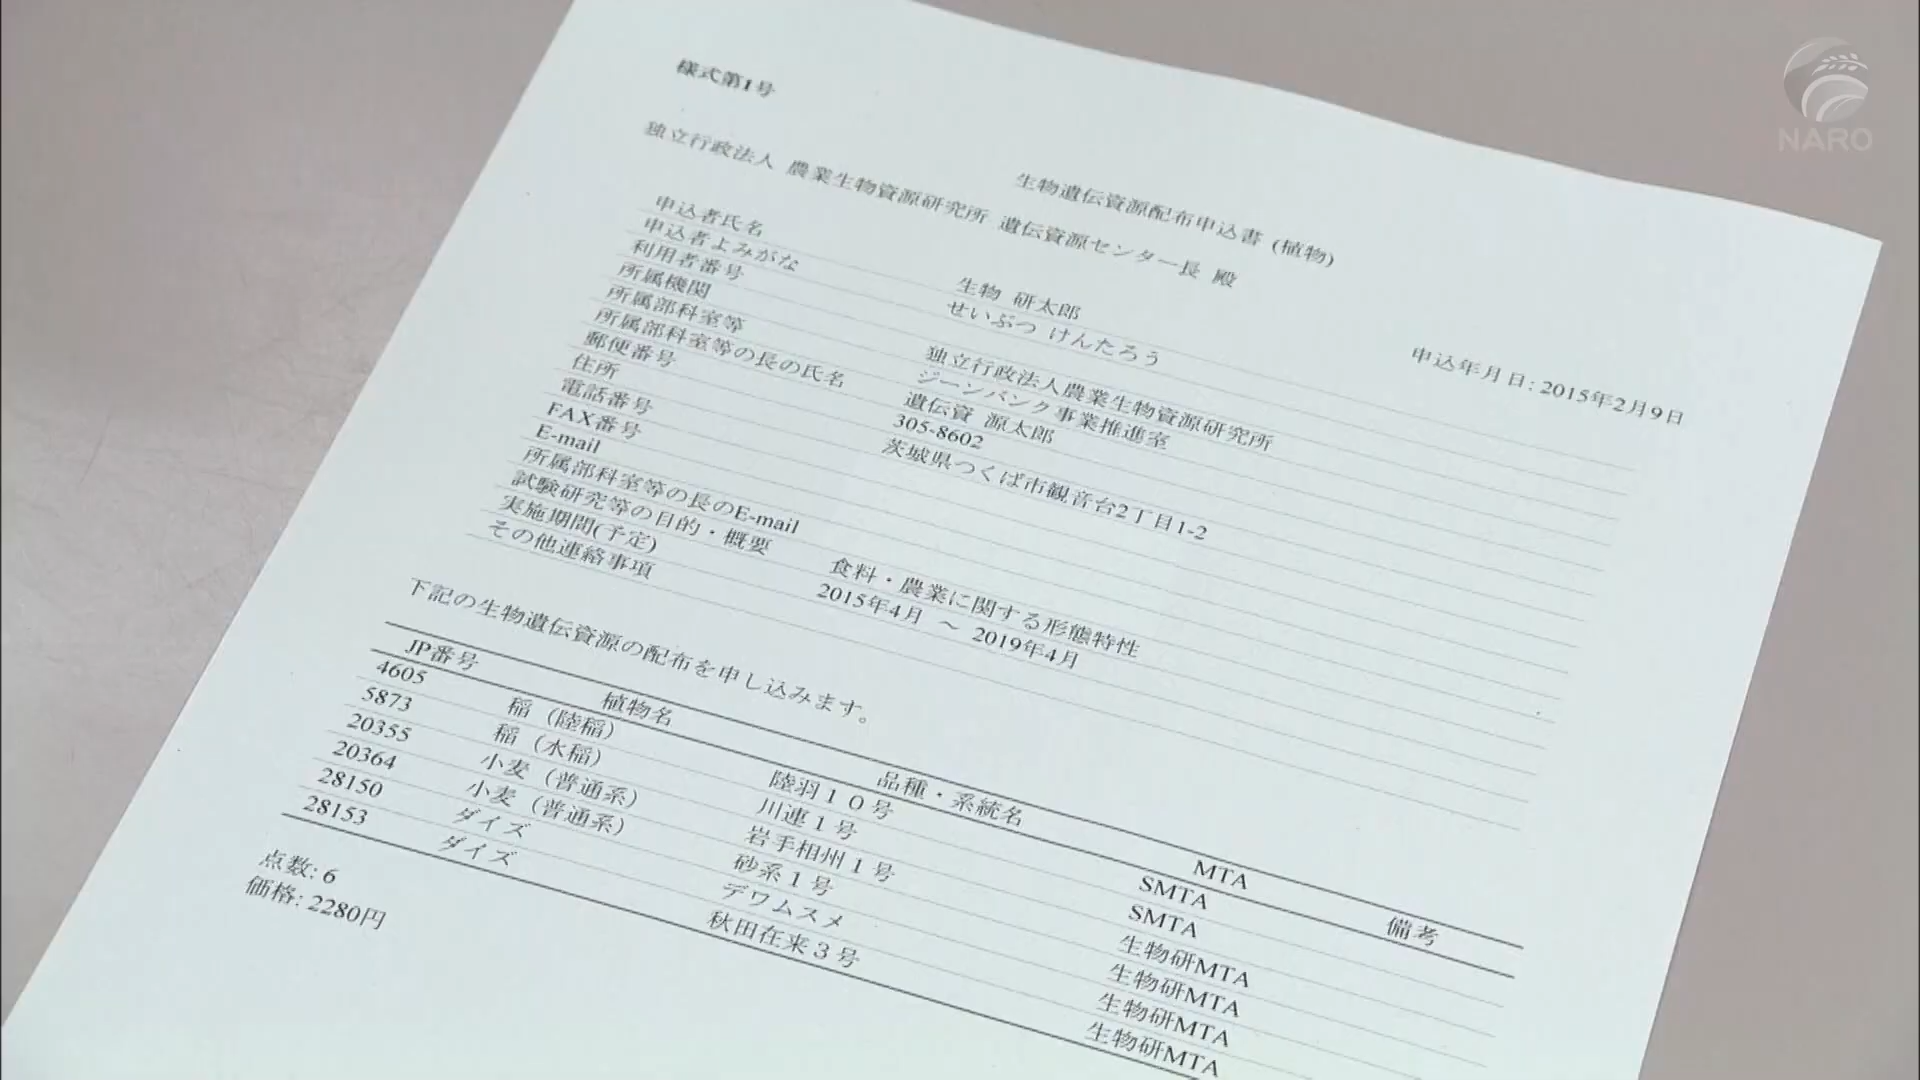 NARO
様式第1号
生物遺伝資源配布申込書 (植物)
独立行政法人 農業生物資源研究所 遺伝資源センター長 殿
申込年月日: 2015年2月9日
申込者氏名 生物 研太郎
申込者よみがな せいぶつ けんたろう
利用者番号
所属機関 独立行政法人農業生物資源研究所
所属部科室等 ジーンバンク事業推進室
所属部科室等の長の氏名 遺伝資 源太郎
郵便番号 305-8602
住所 茨城県つくば市観音台2丁目1-2
電話番号
FAX番号
E-mail
所属部科室等の長のE-mail
試験研究等の目的・概要 食料・農業に関する形態特性
実施期間(予定) 2015年4月 ～ 2019年4月
その他連絡事項
下記の生物遺伝資源の配布を申し込みます。
JP番号 植物名 品種・系統名 MTA 備考
4605 稲（陸稲） 陸羽１０号 SMTA
5873 稲（水稲） 川連１号 SMTA
20355 小麦（普通系） 岩手相州１号 生物研MTA
20364 小麦（普通系） 砂系１号 生物研MTA
28150 ダイズ デワムスメ 生物研MTA
28153 ダイズ 秋田在来３号 生物研MTA
点数: 6
価格: 2280円